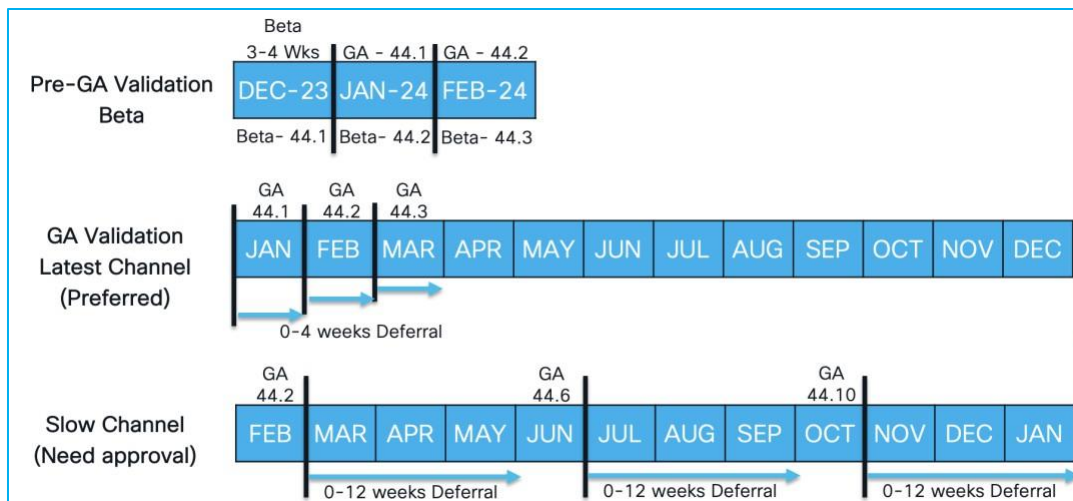 Beta
3-4 Wks GA - 44.1 GA - 44.2
Pre-GA Validation
Beta
DEC-23 JAN-24 FEB-24
Beta- 44.1 Beta- 44.2 Beta- 44.3
GA
44.1
GA
44.2
GA
44.3
GA Validation
Latest Channel
(Preferred)
JAN FEB MAR APR MAY JUN JUL AUG SEP OCT NOV DEC
0-4 weeks Deferral
GA
44.2
GA
44.6
GA
44.10
Slow Channel
(Need approval)
FEB MAR APR MAY JUN JUL AUG SEP OCT NOV DEC JAN
0-12 weeks Deferral 0-12 weeks Deferral 0-12 weeks Deferral